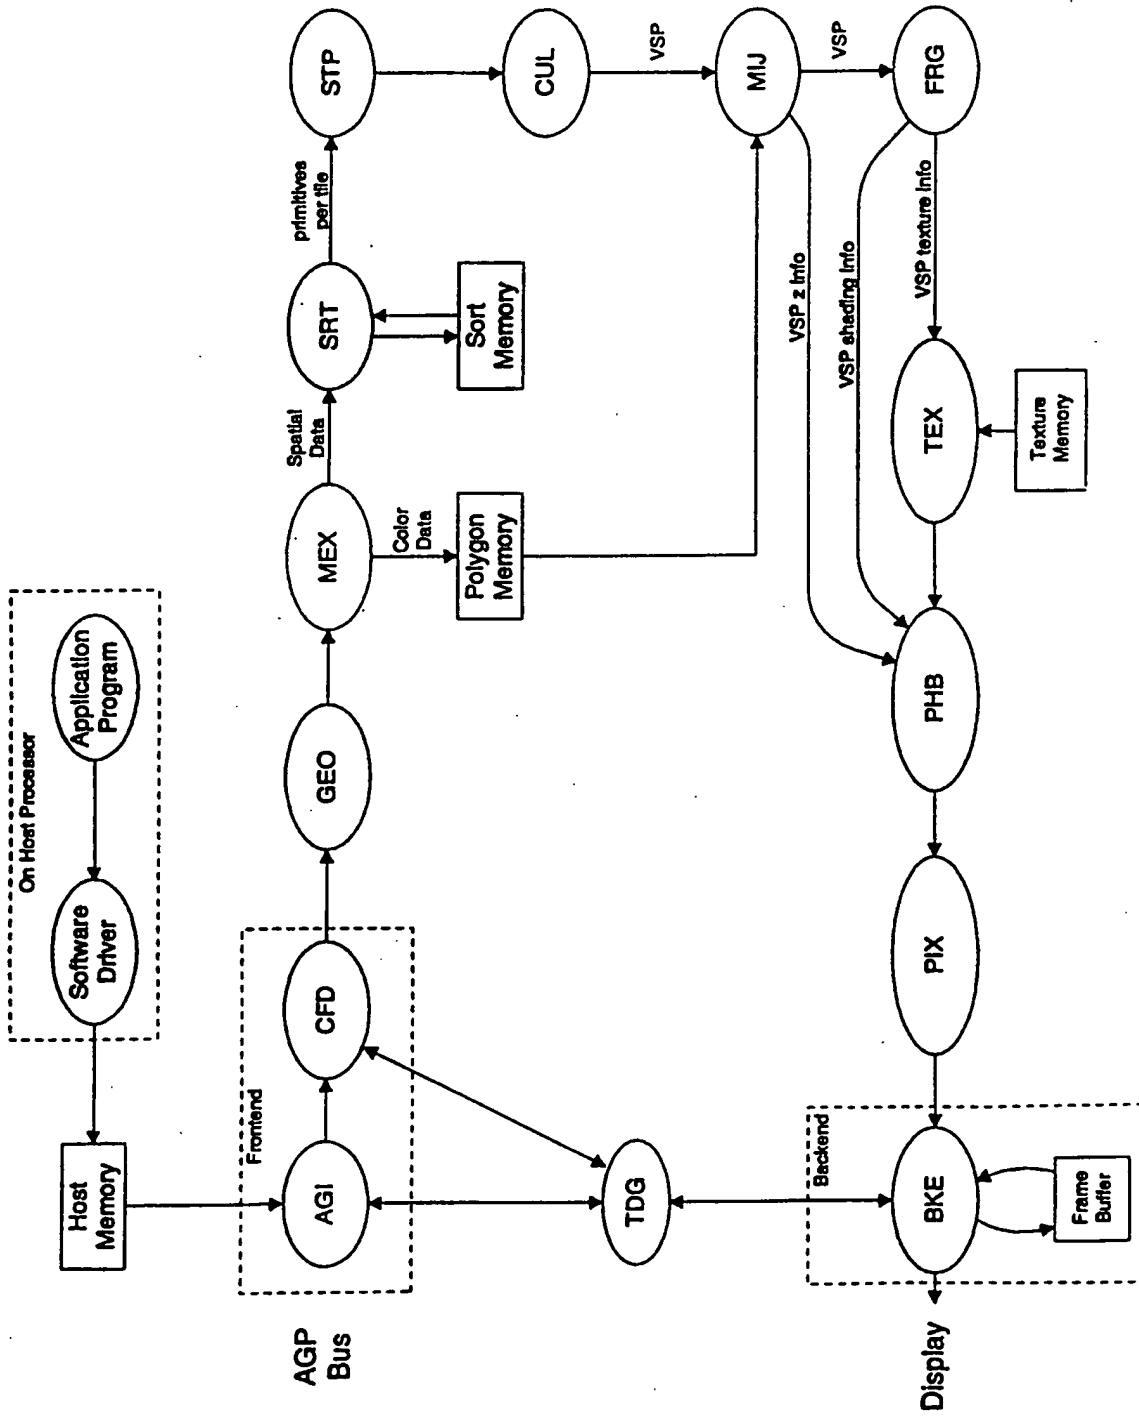 On Host Processor
Application
Program
Software
Driver
Host
Memory
AGP
Bus
Frontend
AGI
CFD
GEO
MEX
Spatial
Data
SRT
primitives
per tile
STP
Color
Data
Polygon
Memory
Sort
Memory
CUL
VSP
MIJ
VSP
FRG
VSP z Info
VSP shading Info
VSP texture Info
TEX
Texture
Memory
PHB
PIX
TDG
Backend
BKE
Frame
Buffer
Display